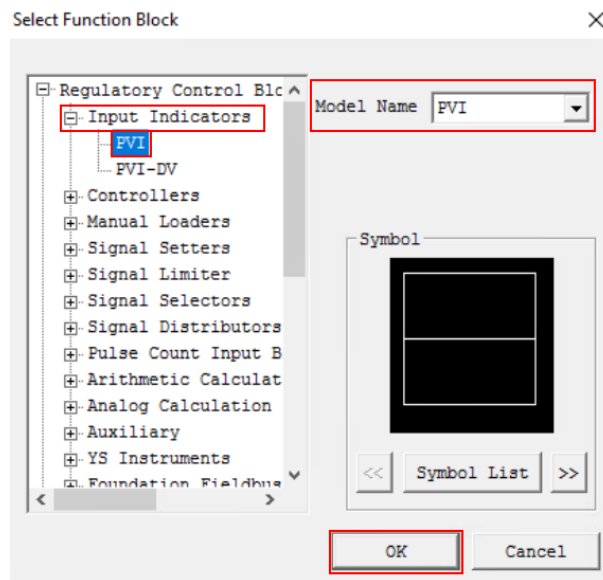 Select Function Block
Regulatory Control Blc
Input Indicators
PVI
PVI-DV
Controllers
Manual Loaders
Signal Setters
Signal Limiter
Signal Selectors
Signal Distributors
Pulse Count Input B
Arithmetic Calculat
Analog Calculation
Auxiliary
YS Instruments
Foundation Fieldbus
Model Name PVI
Symbol
<< Symbol List >>
OK Cancel